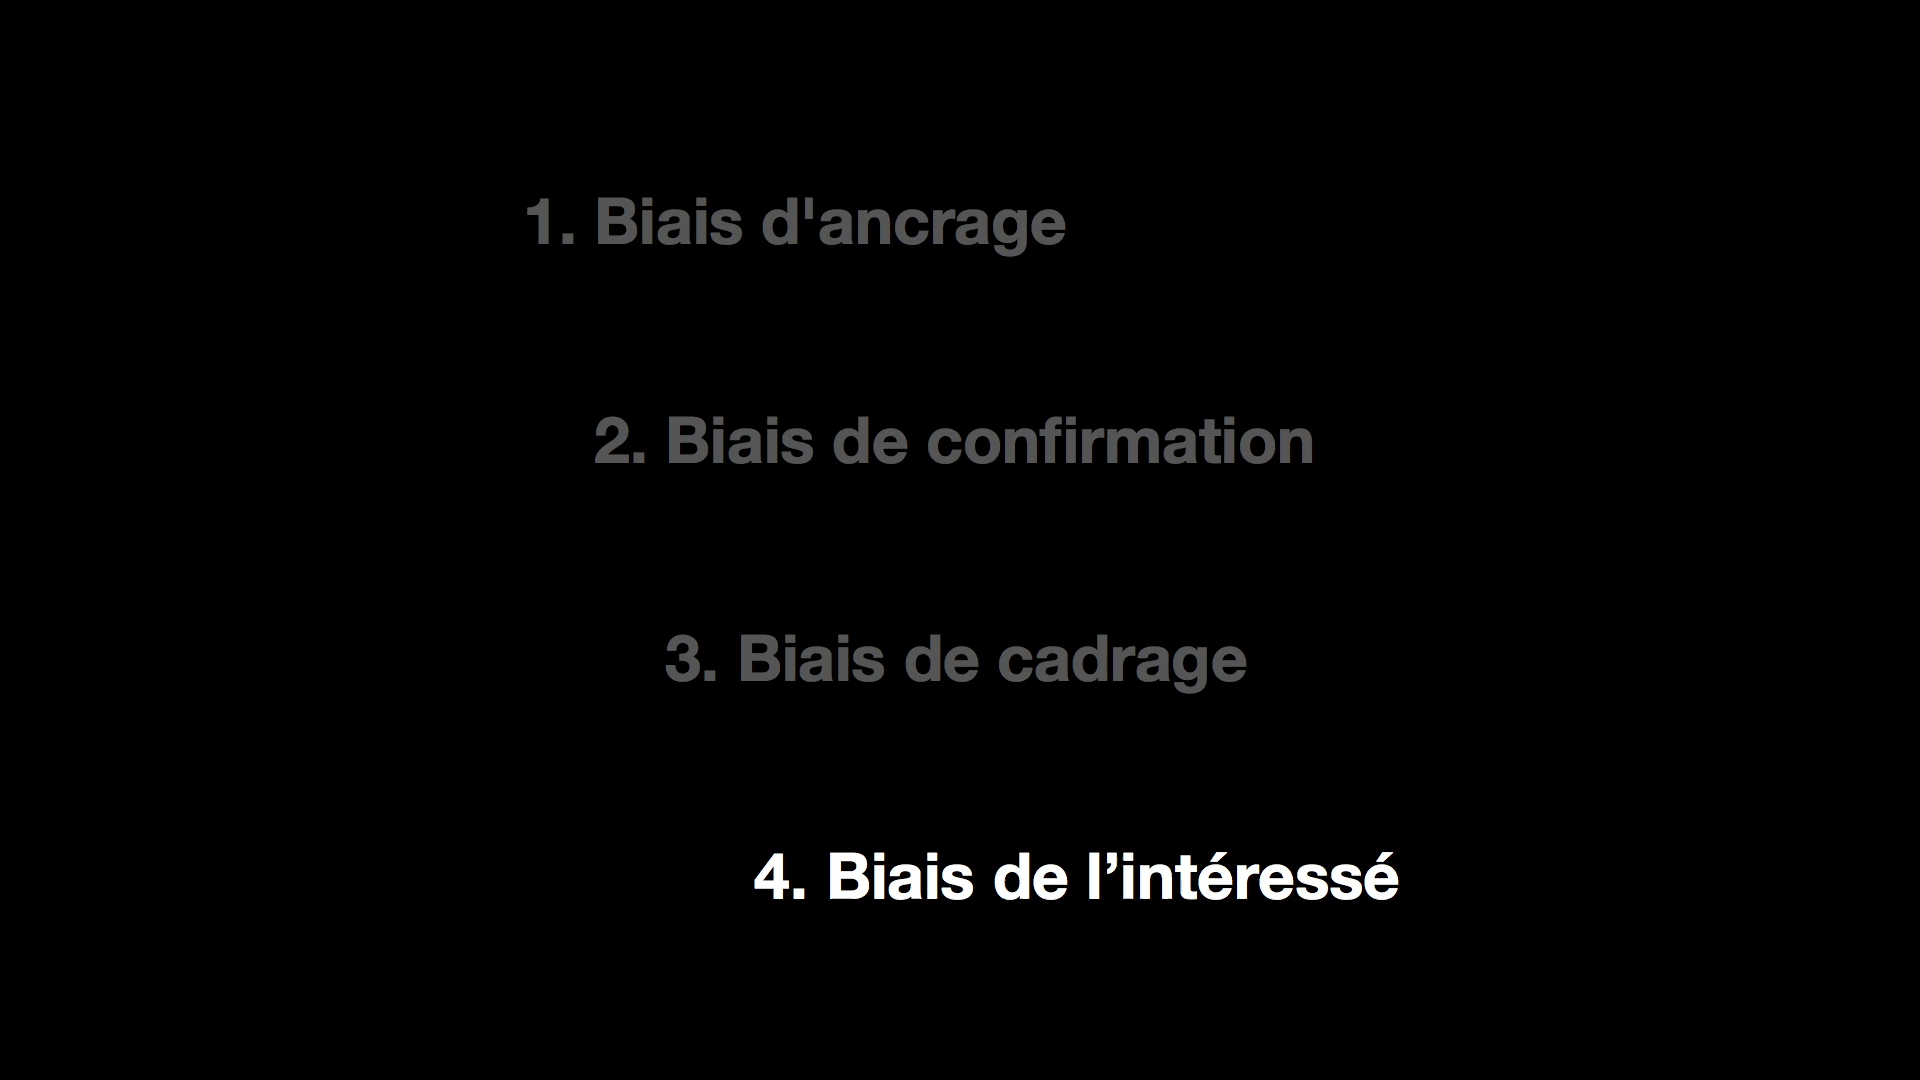 1. Biais d'ancrage
2. Biais de confirmation
3. Biais de cadrage
4. Biais de l’intéressé